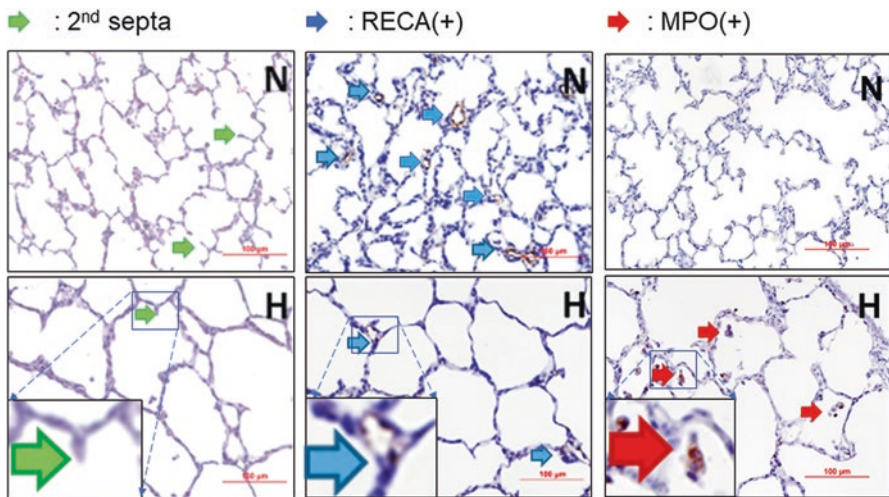 : 2nd septa : RECA(+) : MPO(+)
N N N
100 µm 100 µm 100 µm
H H H
100 µm 100 µm 100 µm